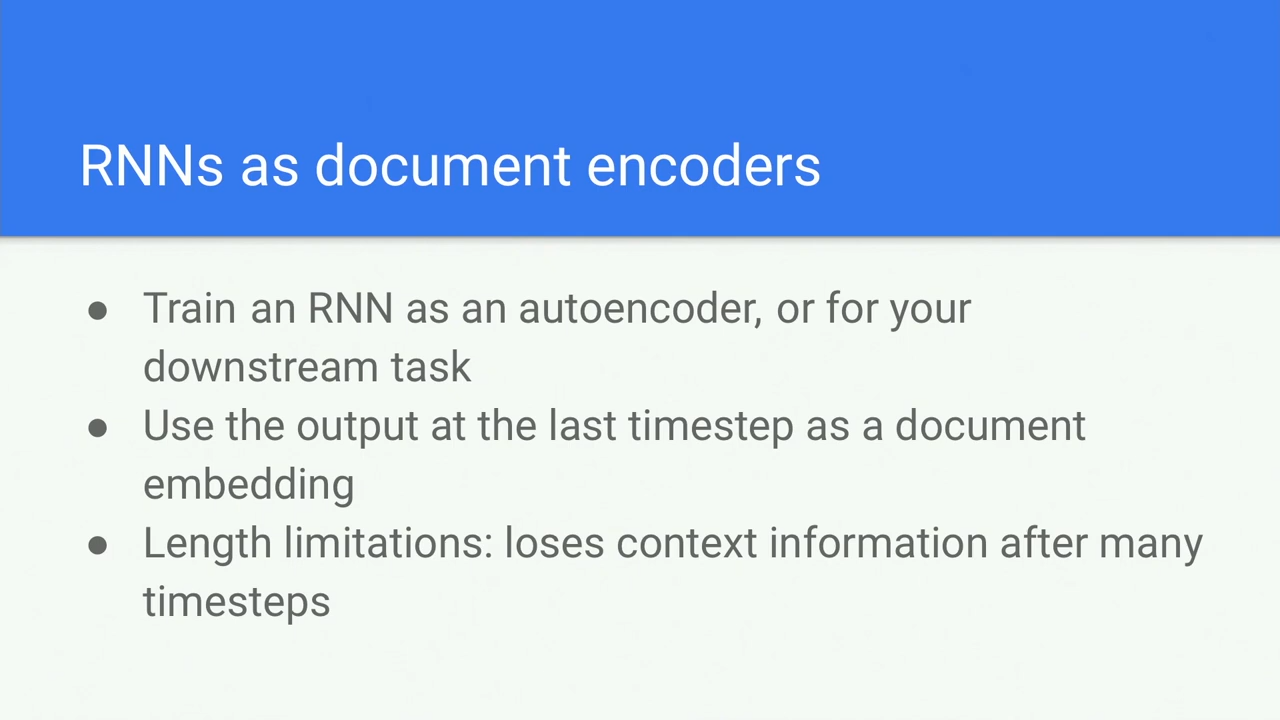 RNNs as document encoders
● Train an RNN as an autoencoder, or for your
downstream task
● Use the output at the last timestep as a document
embedding
● Length limitations: loses context information after many
timesteps